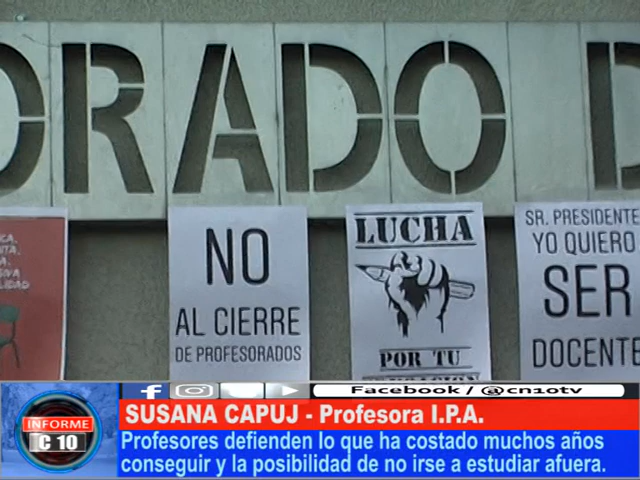 ORADO D
NO
AL CIERRE
DE PROFESORADOS
LUCHA
POR TU
SR. PRESIDENTE
YO QUIERO
SER
DOCENTE
Facebook / @cn10tv
INFORME
C 10
SUSANA CAPUJ - Profesora I.P.A.
Profesores defienden lo que ha costado muchos años
conseguir y la posibilidad de no irse a estudiar afuera.